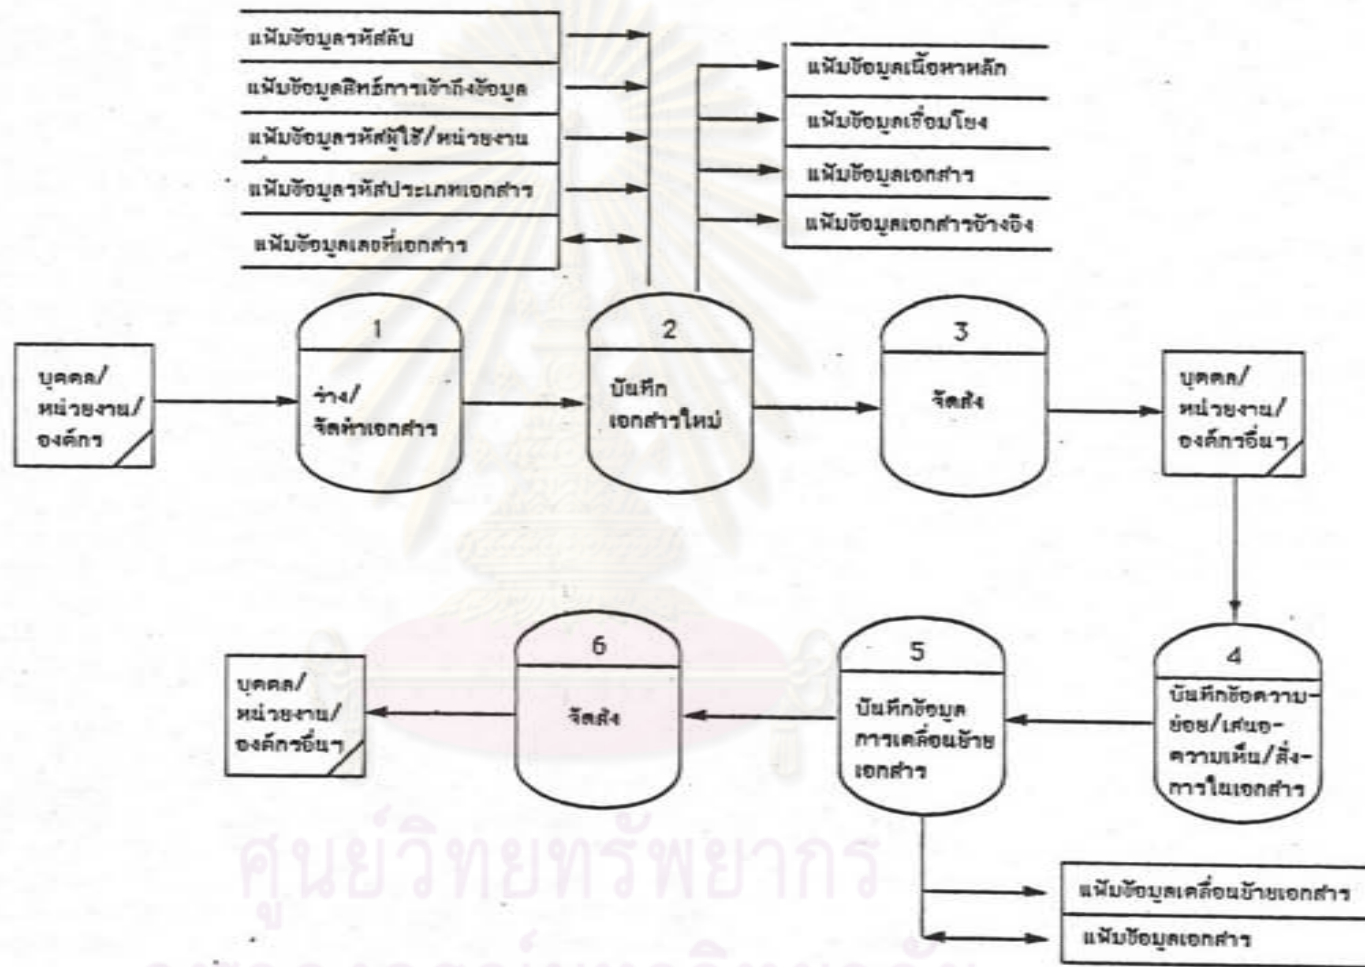 แฟ้มข้อมูลรหัสลับ
แฟ้มข้อมูลสิทธิ์การเข้าถึงข้อมูล
แฟ้มข้อมูลรหัสผู้ใช้/หน่วยงาน
แฟ้มข้อมูลรหัสประเภทเอกสาร
แฟ้มข้อมูลเลขที่เอกสาร
แฟ้มข้อมูลเนื้อหาหลัก
แฟ้มข้อมูลเชื่อมโยง
แฟ้มข้อมูลเอกสาร
แฟ้มข้อมูลเอกสารอ้างอิง
บุคคล/
หน่วยงาน/
องค์กร
1
ร่าง/
จัดทำเอกสาร
2
บันทึก
เอกสารใหม่
3
จัดส่ง
บุคคล/
หน่วยงาน/
องค์กรอื่นๆ
บุคคล/
หน่วยงาน/
องค์กรอื่นๆ
6
จัดส่ง
5
บันทึกข้อมูล
การเคลื่อนย้าย
เอกสาร
4
บันทึกข้อความ-
ย่อย/เสนอ-
ความเห็น/สั่ง-
การในเอกสาร
แฟ้มข้อมูลเคลื่อนย้ายเอกสาร
แฟ้มข้อมูลเอกสาร
ศูนย์วิทยทรัพยากร